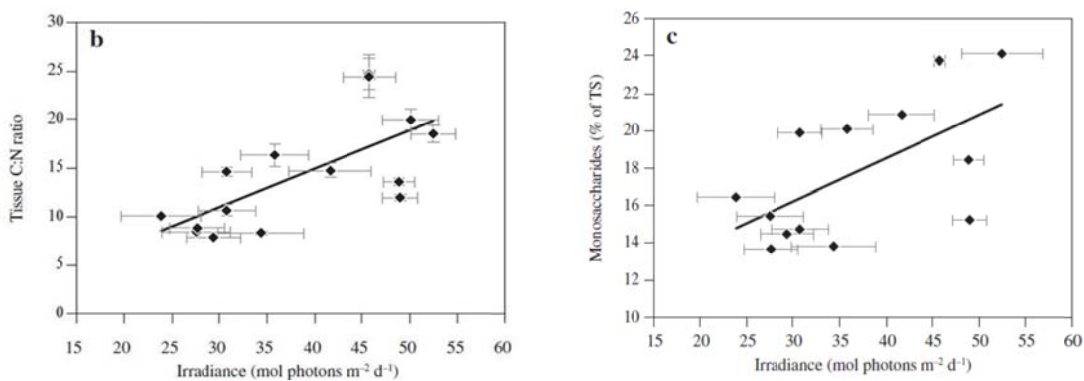 b
30
25
20
15
10
5
0
Tissue C:N ratio
15 20 25 30 35 40 45 50 55 60
Irradiance (mol photons m⁻² d⁻¹)
c
26
24
22
20
18
16
14
12
10
Monosaccharides (% of TS)
15 20 25 30 35 40 45 50 55 60
Irradiance (mol photons m⁻² d⁻¹)